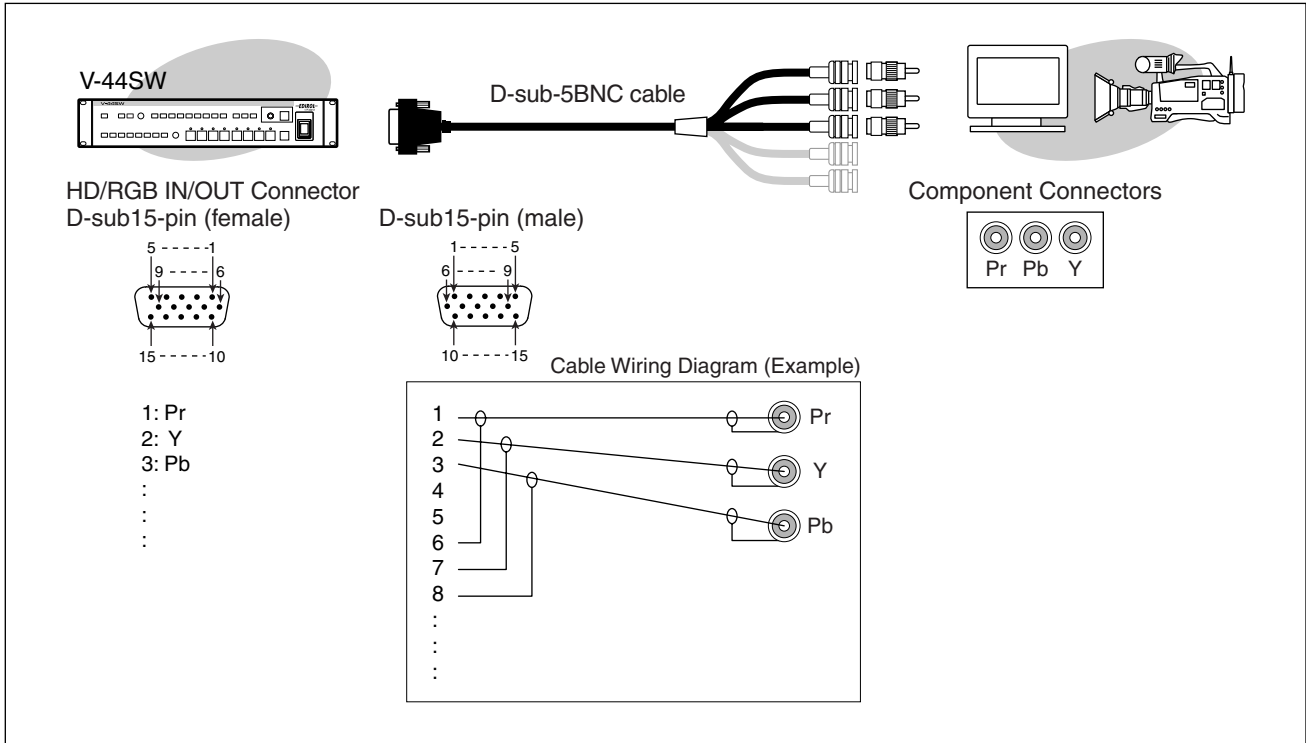 V-44SW
V-44SW
EDIROL
D-sub-5BNC cable
HD/RGB IN/OUT Connector
D-sub15-pin (female)
5 - - - - - 1
9 - - - - 6
15 - - - - - 10
1: Pr
2: Y
3: Pb
:
:
:
D-sub15-pin (male)
1 - - - - - 5
6 - - - - 9
10 - - - - - 15
Component Connectors
Pr Pb Y
Cable Wiring Diagram (Example)
1
2
3
4
5
6
7
8
:
:
:
Pr
Y
Pb